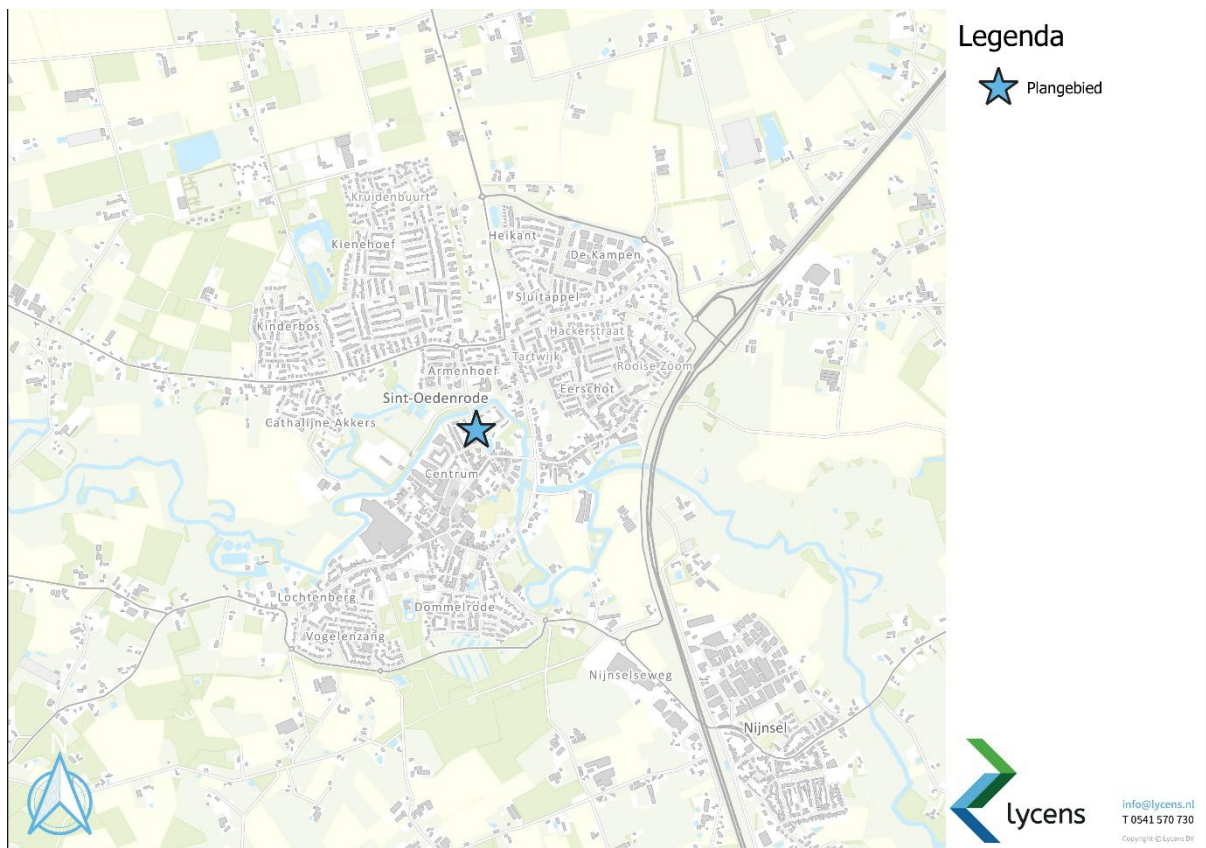 Legenda
Plangebied
Kruidenbuurt
Heikant
Kienehoef
De Kampen
Sluitappel
Kinderbos
Hackerstraat
Tartwijk
Rooise Zoom
Armenhoef
Eerschot
Sint-Oedenrode
Cathalijne Akkers
Centrum
Lochtenberg
Dommelrode
Vogelenzang
Nijnselseweg
Nijnsel
N
lycens
info@lycens.nl
T 0541 570 730
Copyright © Lycens BV